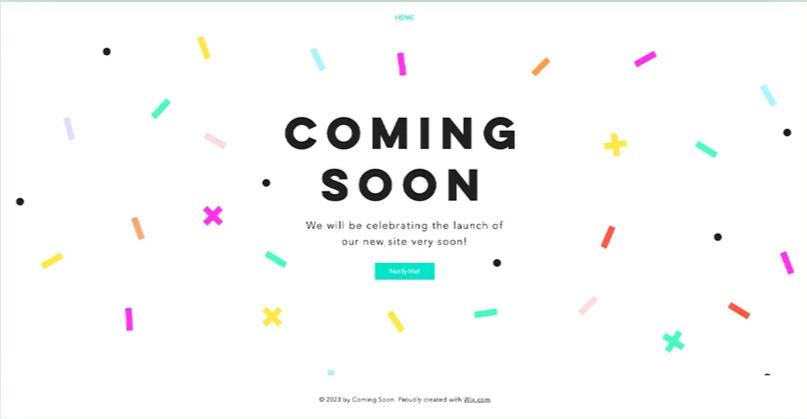 HOME
COMING
SOON
We will be celebrating the launch of
our new site very soon!
Notify Me!
© 2023 by Coming Soon. Proudly created with Wix.com